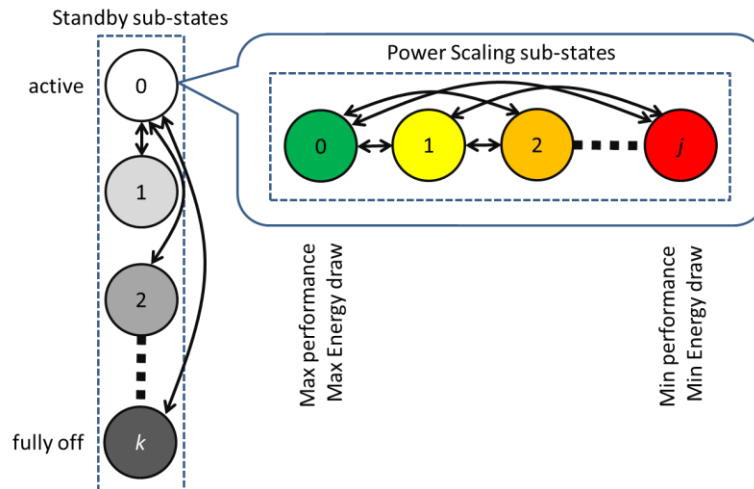 Standby sub-states
Power Scaling sub-states
active
0
0
1
2
j
1
2
Max performance
Max Energy draw
Min performance
Min Energy draw
fully off
k